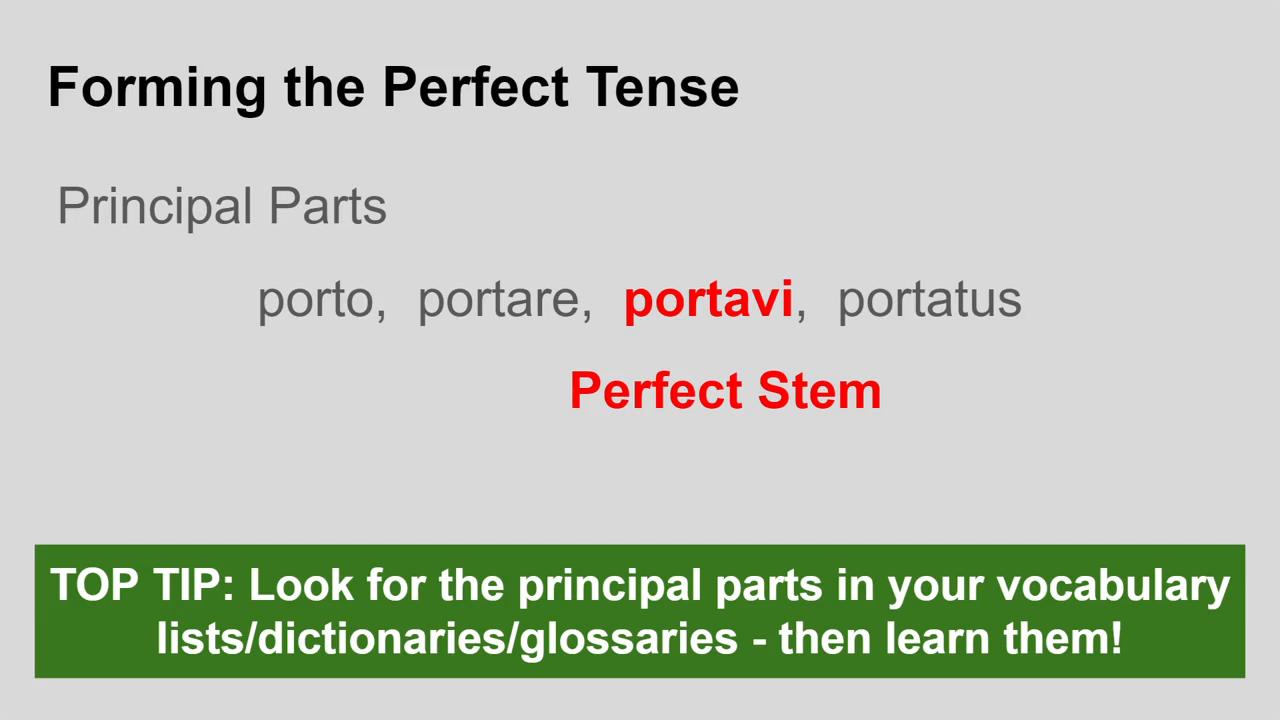 Forming the Perfect Tense
Principal Parts
porto, portare, portavi, portatus
Perfect Stem
TOP TIP: Look for the principal parts in your vocabulary
lists/dictionaries/glossaries - then learn them!